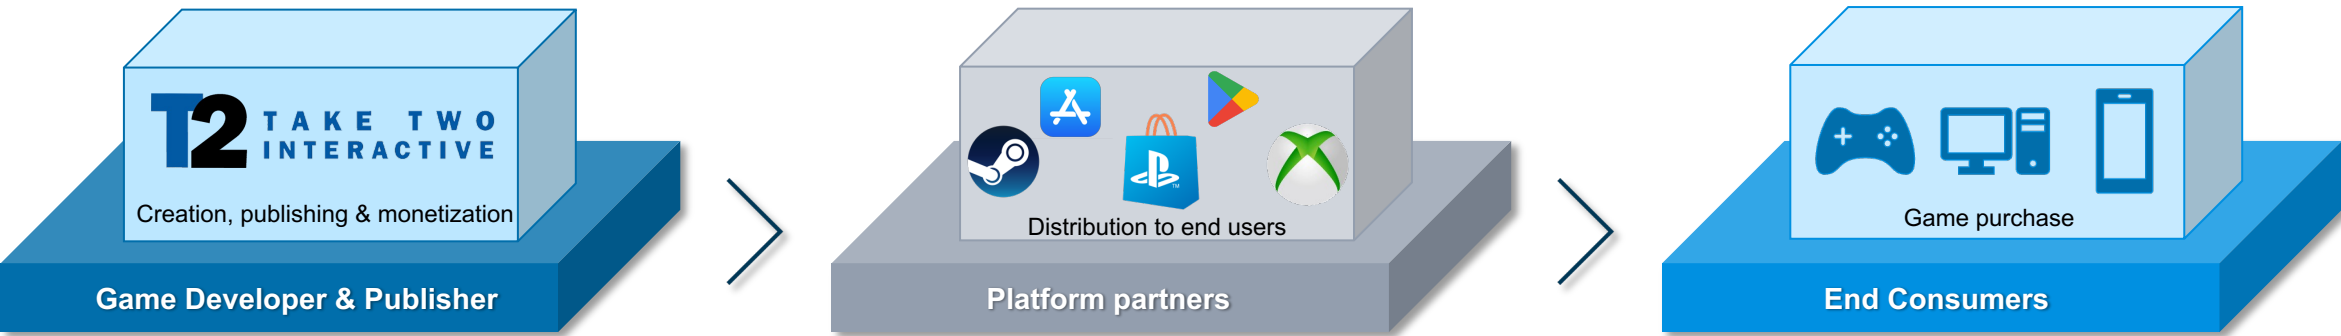 T2 TAKE TWO
INTERACTIVE
Creation, publishing & monetization
Game Developer & Publisher
TM
Distribution to end users
Platform partners
Game purchase
End Consumers